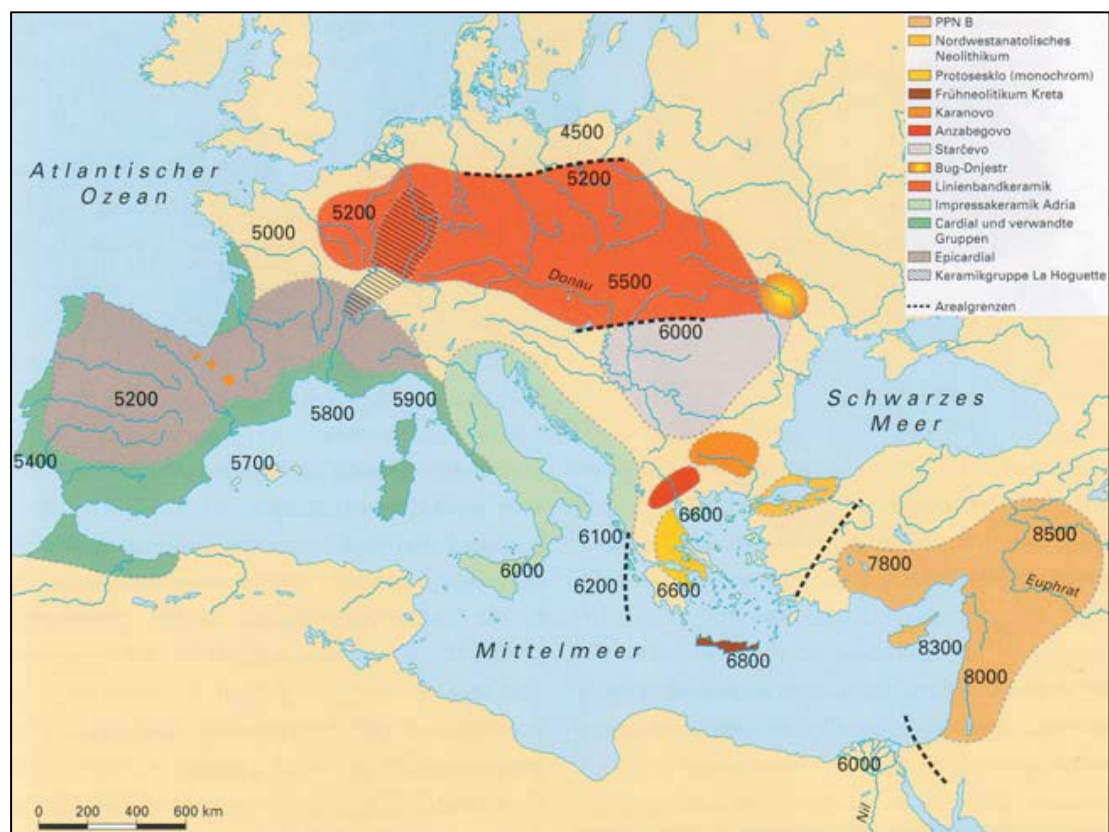 PPN B
Nordwestanatolisches
Neolithikum
Protosesklo (monochrom)
Frühneolitikum Kreta
Karanovo
Anzabegovo
Starčevo
Bug-Dnjestr
Linienbandkeramik
Impressakeramik Adria
Cardial und verwandte
Gruppen
Epicardial
Keramikgruppe La Hoguette
Arealgrenzen
4500
Atlantischer
Ozean
5200
5200
5000
Donau
5500
6000
5200
5800
5900
Schwarzes
Meer
5400
5700
6600
6100
8500
7800
Euphrat
6000
6200
6600
Mittelmeer
6800
8300
8000
6000
Nil
0 200 400 600 km